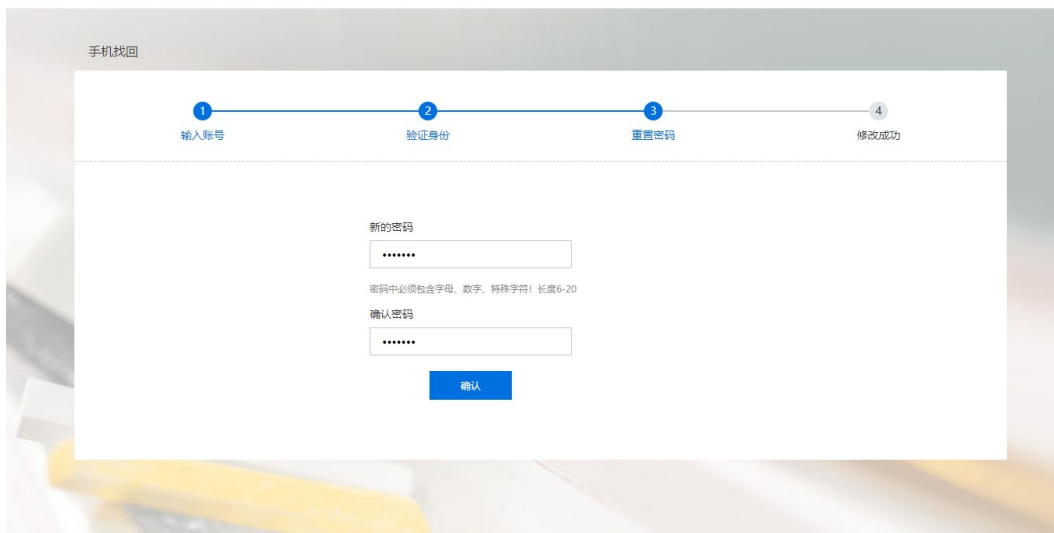 手机找回
1 2 3 4
输入账号 验证身份 重置密码 修改成功
新的密码
•••••••
密码中必须包含字母、数字、特殊字符！长度6-20
确认密码
•••••••
确认